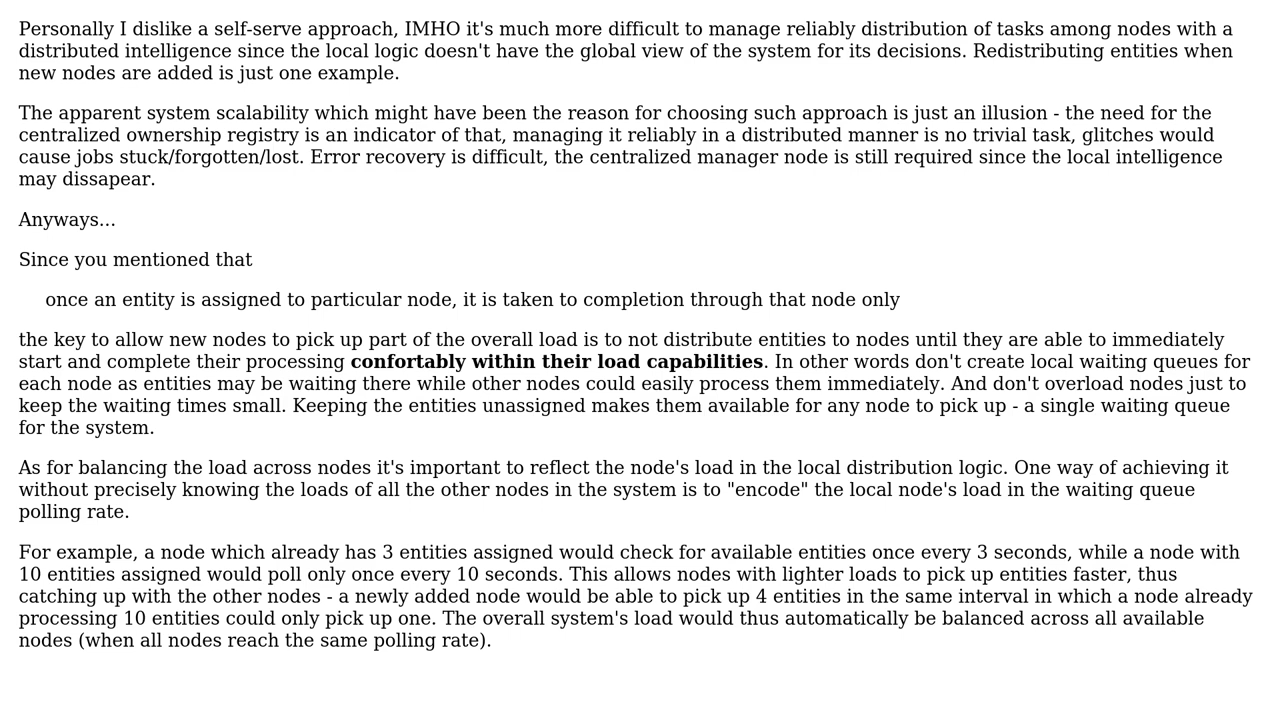 Personally I dislike a self-serve approach, IMHO it's much more difficult to manage reliably distribution of tasks among nodes with a
distributed intelligence since the local logic doesn't have the global view of the system for its decisions. Redistributing entities when
new nodes are added is just one example.
The apparent system scalability which might have been the reason for choosing such approach is just an illusion - the need for the
centralized ownership registry is an indicator of that, managing it reliably in a distributed manner is no trivial task, glitches would
cause jobs stuck/forgotten/lost. Error recovery is difficult, the centralized manager node is still required since the local intelligence
may dissapear.
Anyways...
Since you mentioned that
once an entity is assigned to particular node, it is taken to completion through that node only
the key to allow new nodes to pick up part of the overall load is to not distribute entities to nodes until they are able to immediately
start and complete their processing confortably within their load capabilities. In other words don't create local waiting queues for
each node as entities may be waiting there while other nodes could easily process them immediately. And don't overload nodes just to
keep the waiting times small. Keeping the entities unassigned makes them available for any node to pick up - a single waiting queue
for the system.
As for balancing the load across nodes it's important to reflect the node's load in the local distribution logic. One way of achieving it
without precisely knowing the loads of all the other nodes in the system is to "encode" the local node's load in the waiting queue
polling rate.
For example, a node which already has 3 entities assigned would check for available entities once every 3 seconds, while a node with
10 entities assigned would poll only once every 10 seconds. This allows nodes with lighter loads to pick up entities faster, thus
catching up with the other nodes - a newly added node would be able to pick up 4 entities in the same interval in which a node already
processing 10 entities could only pick up one. The overall system's load would thus automatically be balanced across all available
nodes (when all nodes reach the same polling rate).